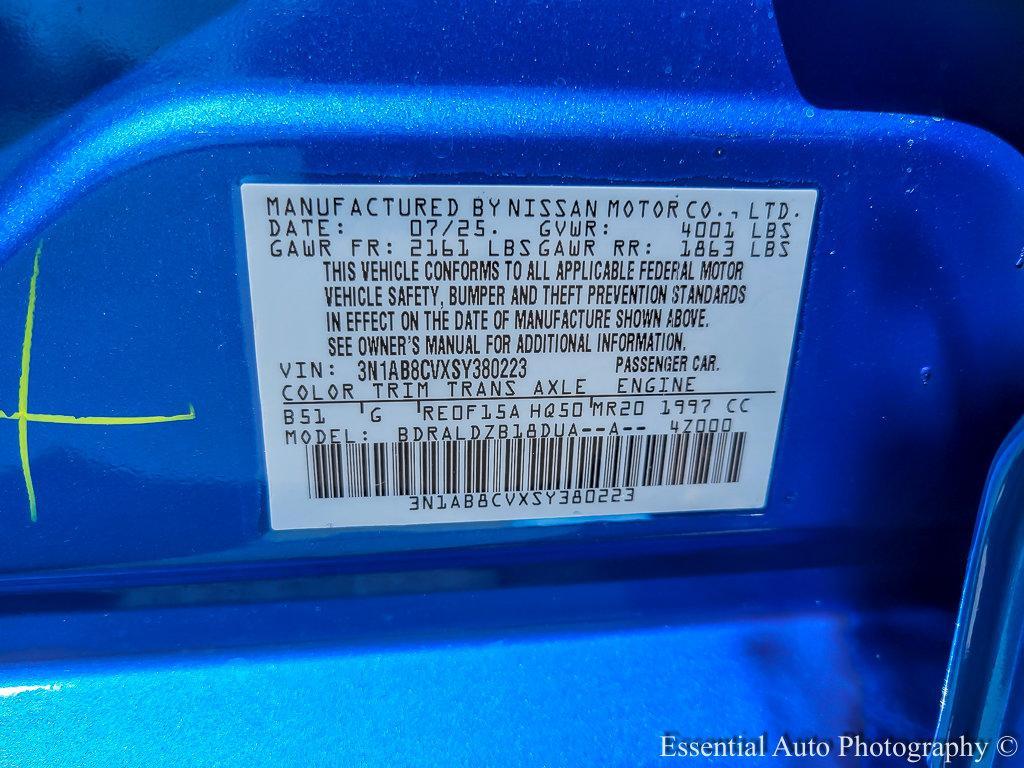 MANUFACTURED BY NISSAN MOTOR CO., LTD.
DATE: 07/25. GVWR: 4001 LBS
GAWR FR: 2161 LBS GAWR RR: 1863 LBS
THIS VEHICLE CONFORMS TO ALL APPLICABLE FEDERAL MOTOR
VEHICLE SAFETY, BUMPER AND THEFT PREVENTION STANDARDS
IN EFFECT ON THE DATE OF MANUFACTURE SHOWN ABOVE.
SEE OWNER'S MANUAL FOR ADDITIONAL INFORMATION.
VIN: 3N1AB8CVXSY380223 PASSENGER CAR.
COLOR TRIM TRANS AXLE ENGINE
B51 'G 'RE0F15A HQ50'MR20 1997 CC
MODEL: BDRALDZB18DUA--A-- 4Z000
3N1AB8CVXSY380223
Essential Auto Photography ©